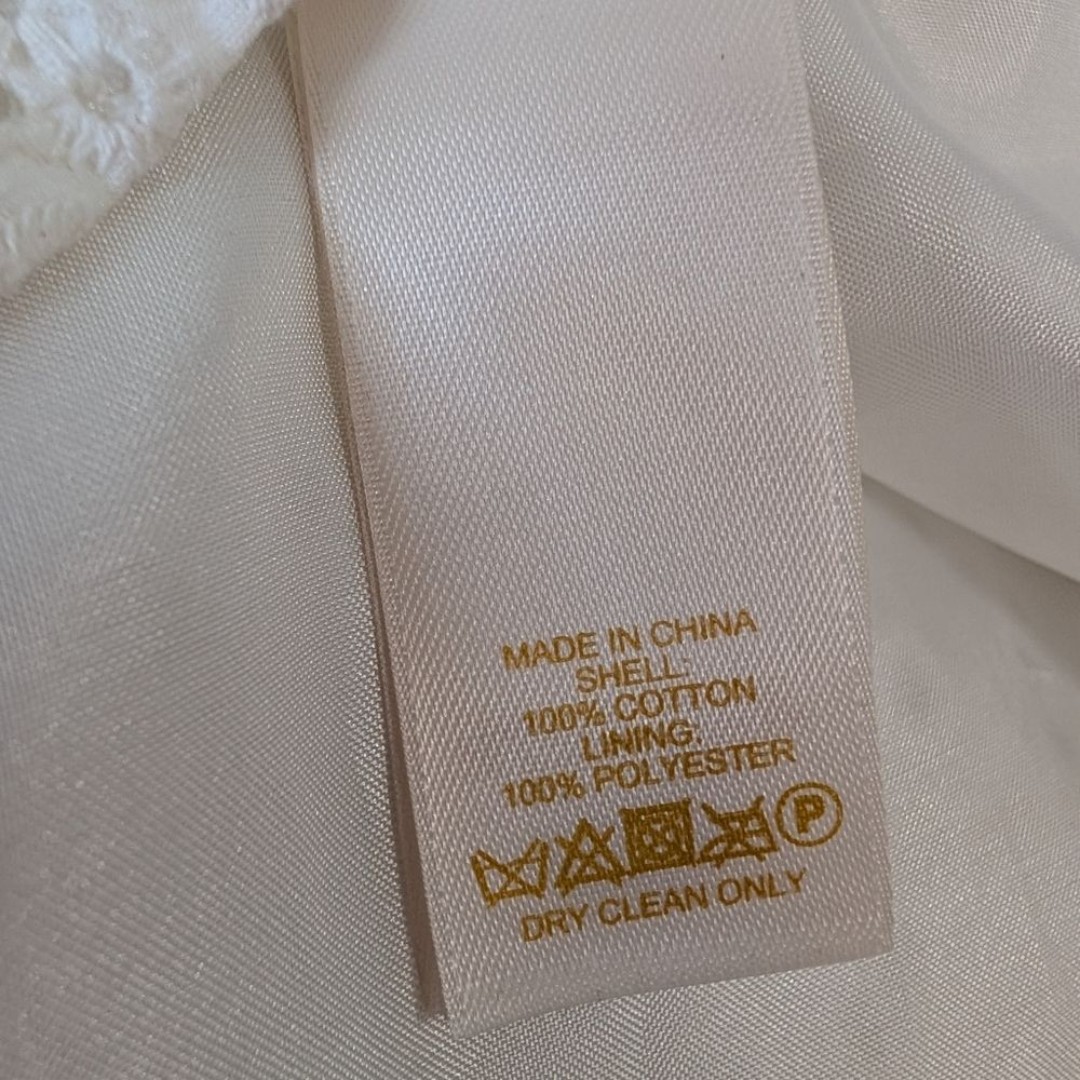 MADE IN CHINA
SHELL:
100% COTTON
LINING:
100% POLYESTER
P
DRY CLEAN ONLY